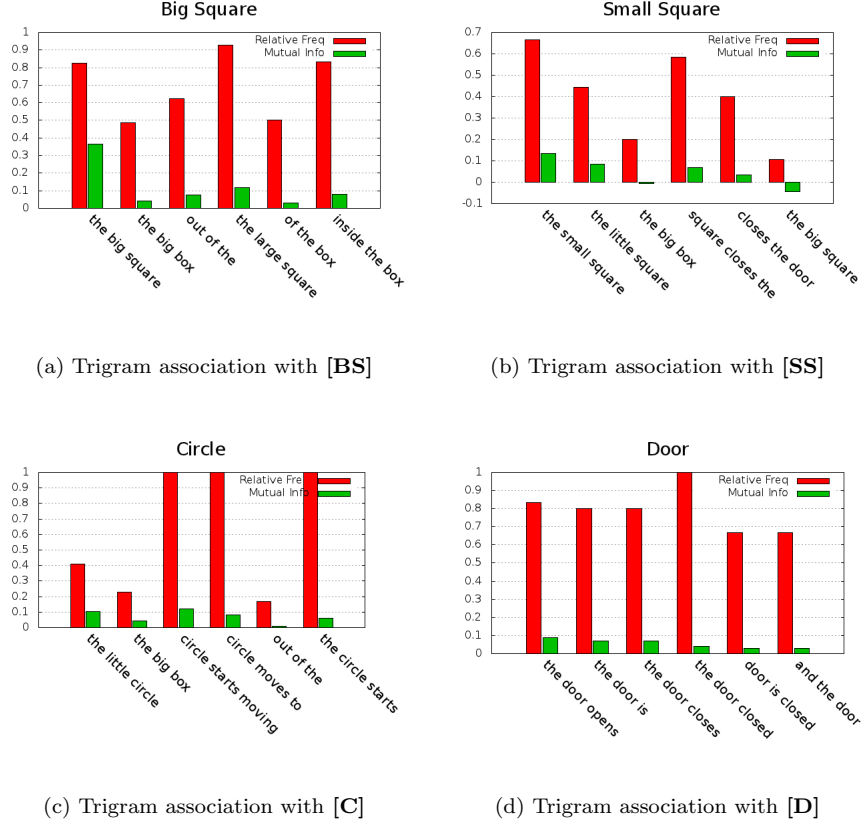 Big Square
Relative Freq
Mutual Info
1
0.9
0.8
0.7
0.6
0.5
0.4
0.3
0.2
0.1
0
the big square
the big box
out of the
the large square
of the box
inside the box
(a) Trigram association with [BS]
Small Square
Relative Freq
Mutual Info
0.7
0.6
0.5
0.4
0.3
0.2
0.1
0
-0.1
the small square
the little square
the big box
square closes the
closes the door
the big square
(b) Trigram association with [SS]
Circle
Relative Freq
Mutual Info
1
0.9
0.8
0.7
0.6
0.5
0.4
0.3
0.2
0.1
0
the little circle
the big box
circle starts moving
circle moves to
out of the
the circle starts
(c) Trigram association with [C]
Door
Relative Freq
Mutual Info
1
0.9
0.8
0.7
0.6
0.5
0.4
0.3
0.2
0.1
0
the door opens
the door is
the door closes
the door closed
door is closed
and the door
(d) Trigram association with [D]